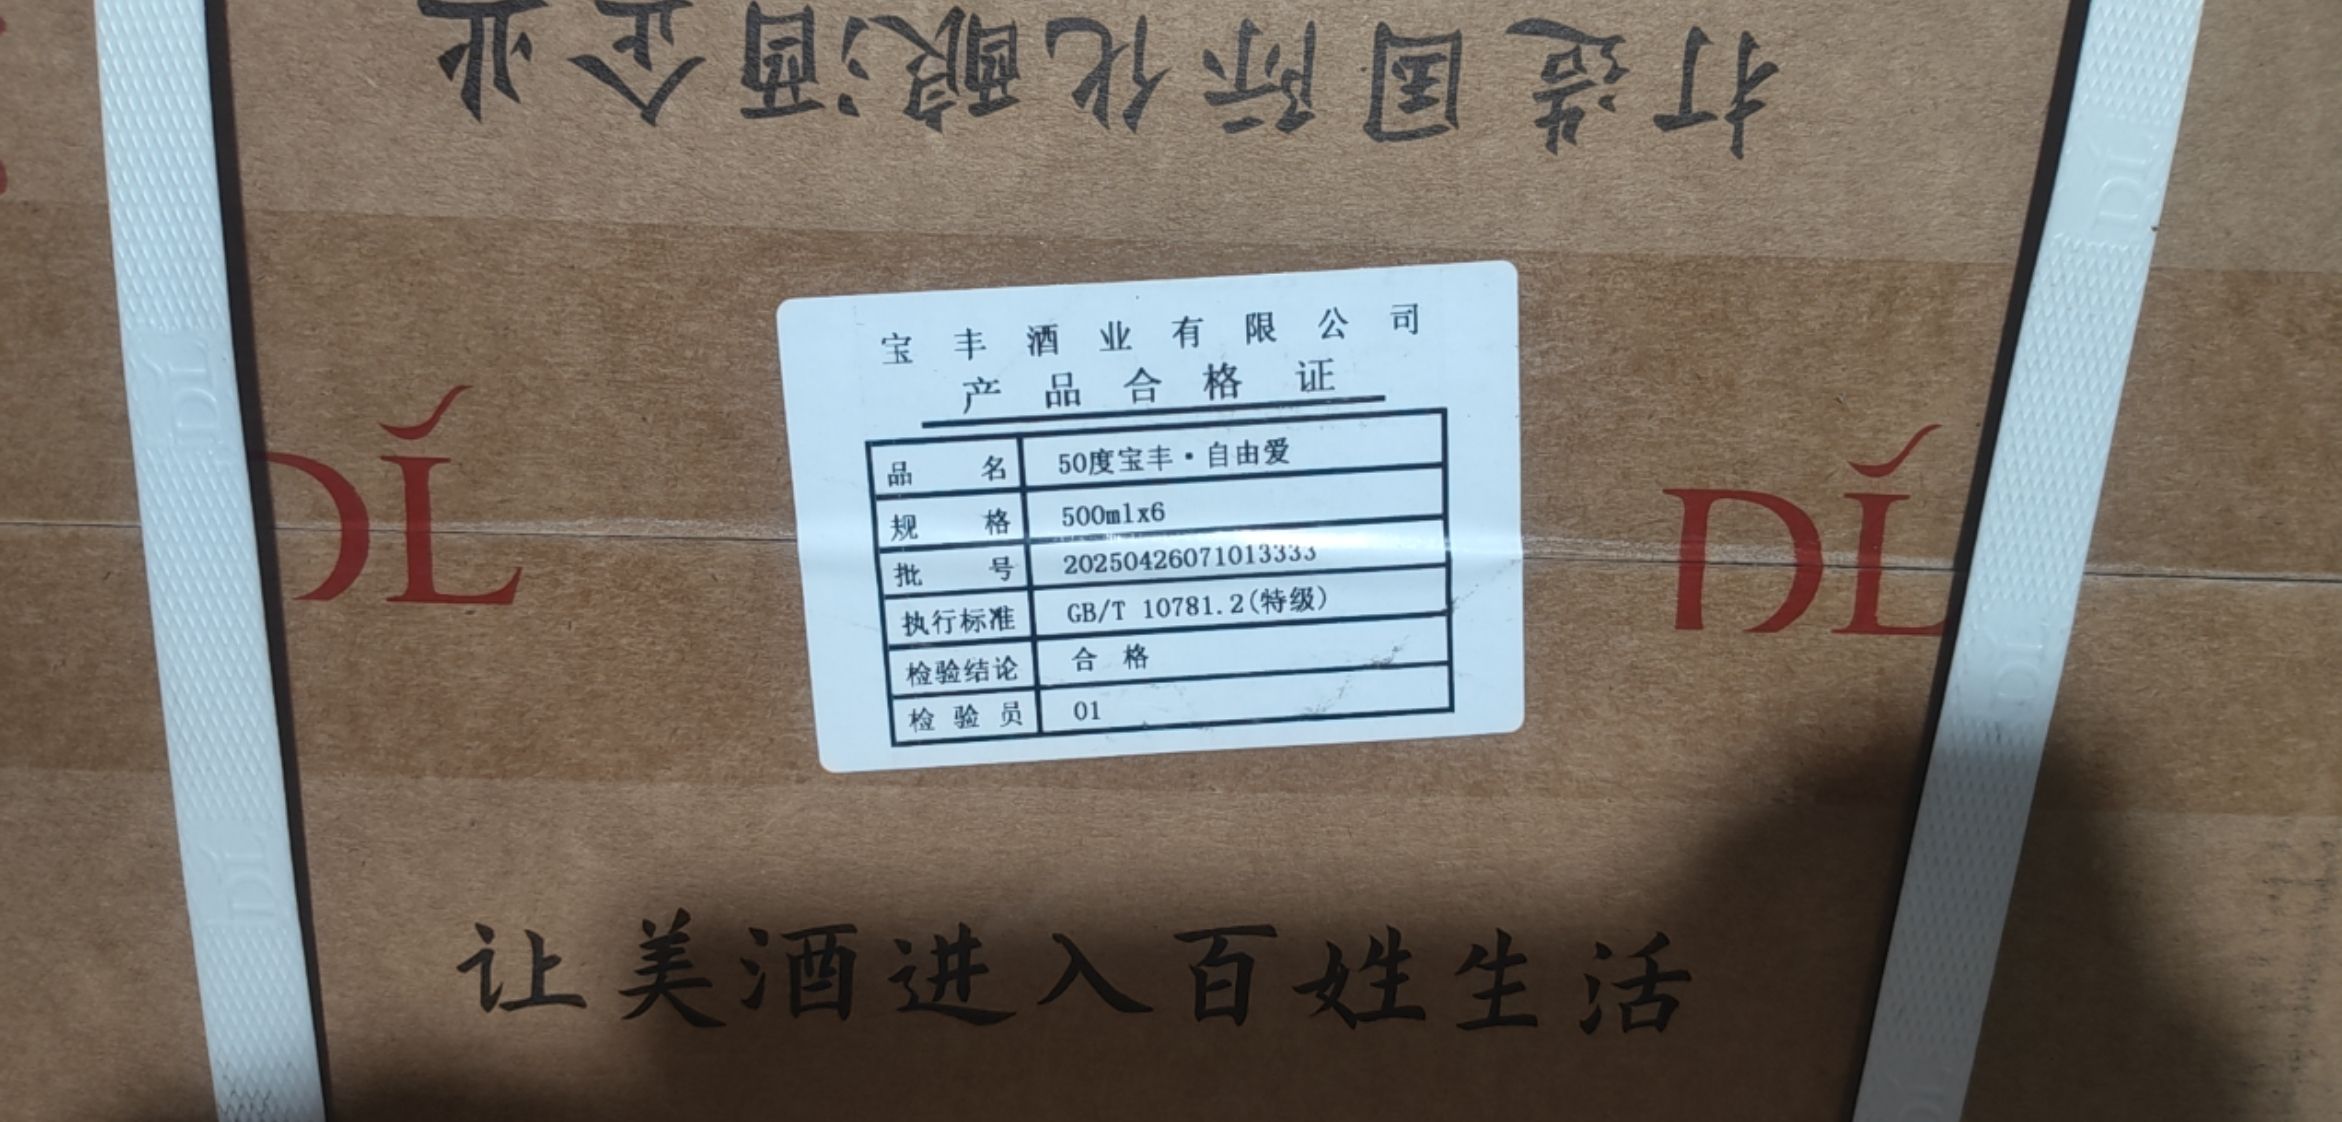 打造国际化酿酒企业
宝丰酒业有限公司
产品合格证
品名 50度宝丰·自由爱
规格 500mlx6
批号 20250426071013333
执行标准 GB/T 10781.2(特级)
检验结论 合格
检验员 01
DL
DL
让美酒进入百姓生活